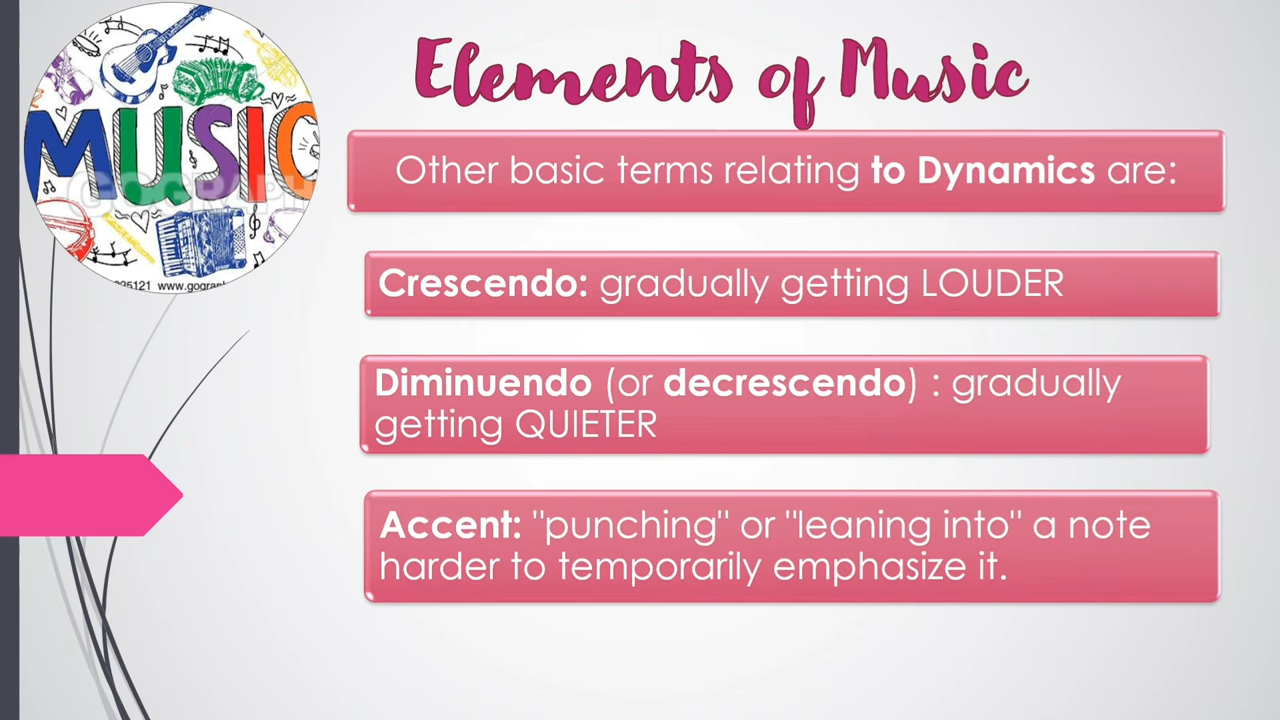 MUSIC
GOGRAPH
www.gogra
Elements of Music
Other basic terms relating to Dynamics are:
Crescendo: gradually getting LOUDER
Diminuendo (or decrescendo) : gradually
getting QUIETER
Accent: "punching" or "leaning into" a note
harder to temporarily emphasize it.